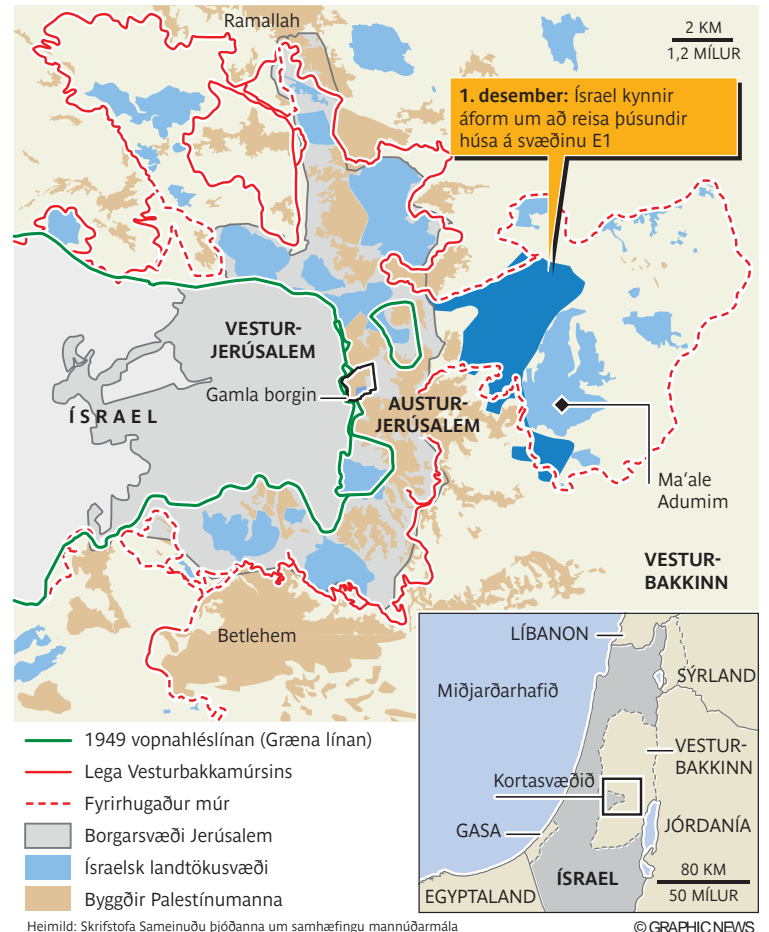 Ramallah
2 KM
1,2 MÍLUR
1. desember: Ísrael kynnir
áform um að reisa þúsundir
húsa á svæðinu E1
VESTUR-
JERÚSALEM
Gamla borgin
ÍSRAEL
AUSTUR-
JERÚSALEM
Ma‘ale
Adumim
VESTUR-
BAKKINN
Betlehem
LÍBANON
SÝRLAND
Miðjarðarhafið
VESTUR-
BAKKINN
Kortasvæðið
GASA
JÓRDANÍA
ÍSRAEL
EGYPTALAND
80 KM
50 MÍLUR
1949 vopnahléslínan (Græna línan)
Lega Vesturbakkamúrsins
Fyrirhugaður múr
Borgarsvæði Jerúsalem
Ísraelsk landtökusvæði
Byggðir Palestínumanna
Heimild: Skrifstofa Sameinuðu þjóðanna um samhæfingu mannúðarmála
© GRAPHIC NEWS